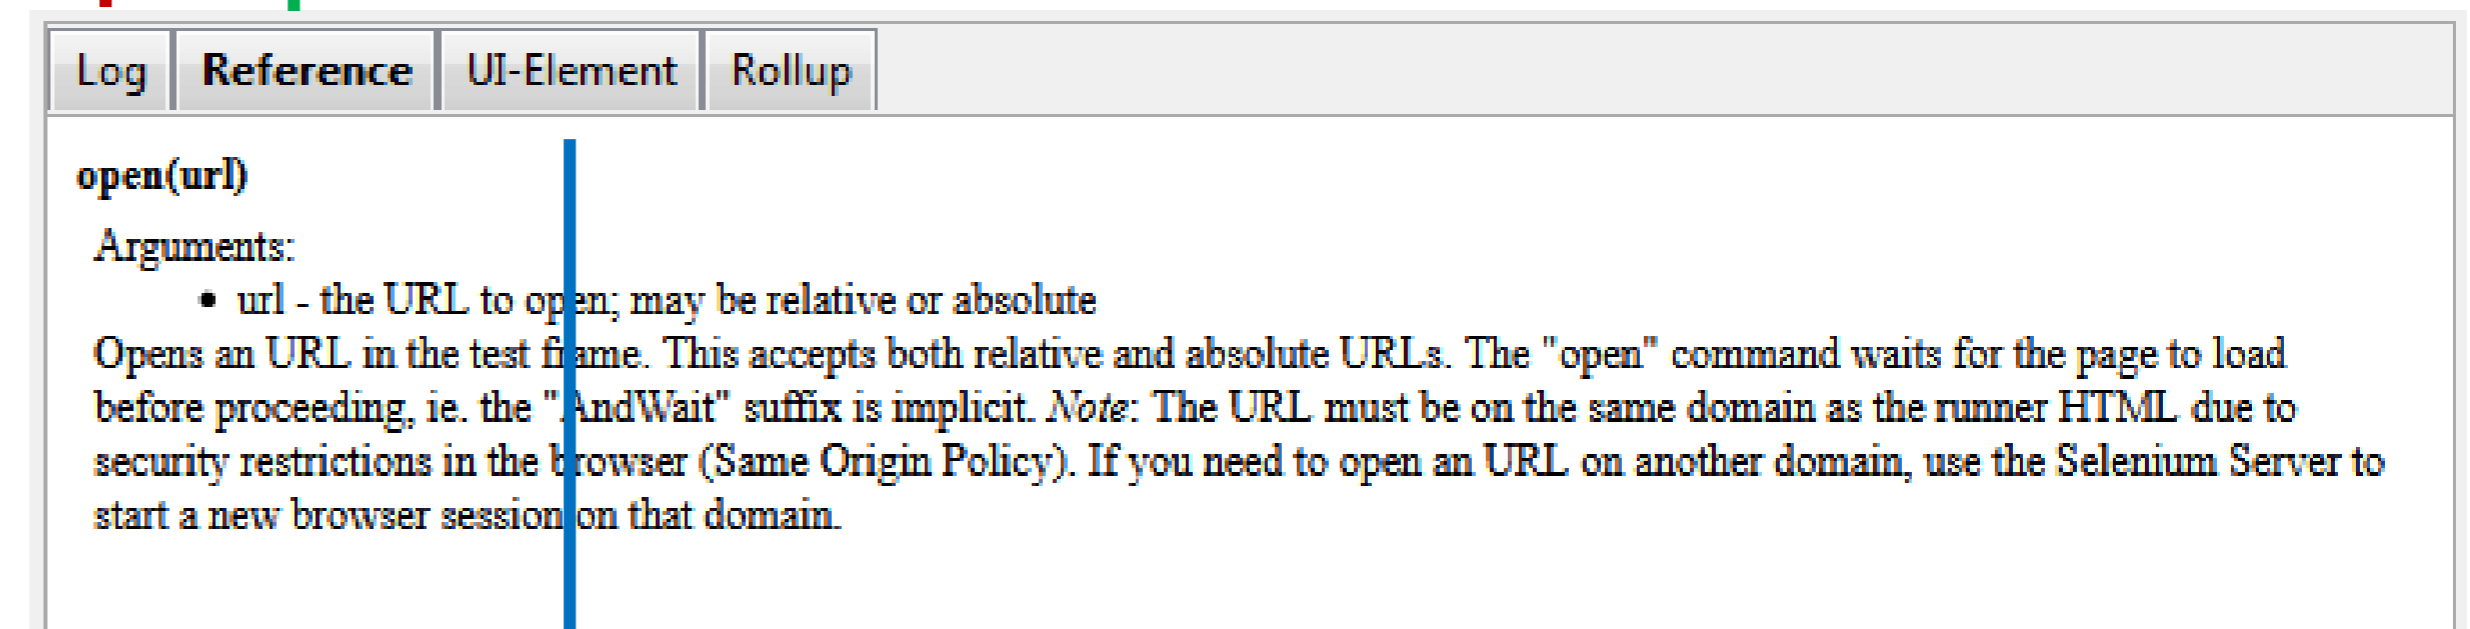 Log Reference UI-Element Rollup
open(url)
Arguments:
• url - the URL to open; may be relative or absolute
Opens an URL in the test frame. This accepts both relative and absolute URLs. The "open" command waits for the page to load
before proceeding, ie. the "AndWait" suffix is implicit. Note: The URL must be on the same domain as the runner HTML due to
security restrictions in the browser (Same Origin Policy). If you need to open an URL on another domain, use the Selenium Server to
start a new browser session on that domain.